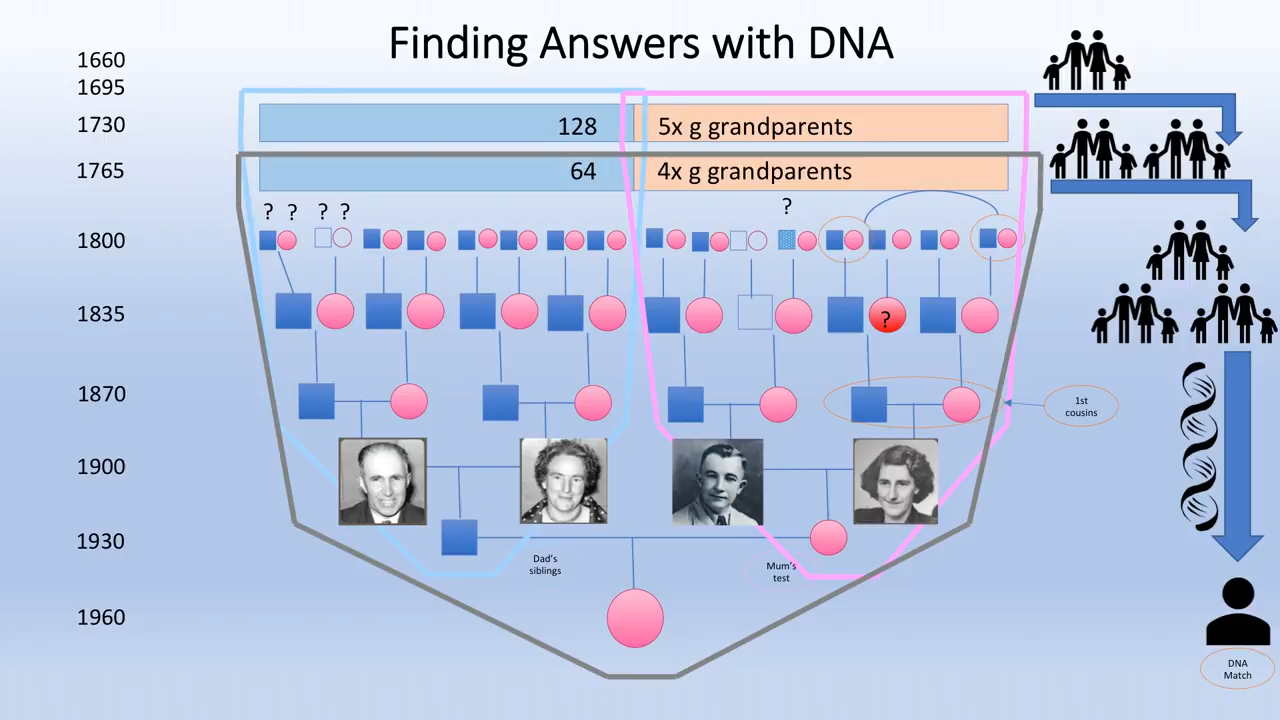 Finding Answers with DNA
1660
1695
1730
128
5x g grandparents
1765
64
4x g grandparents
? ? ? ?
?
1800
1835
?
1870
1st
cousins
1900
1930
Dad's
siblings
Mum's
test
1960
DNA
Match